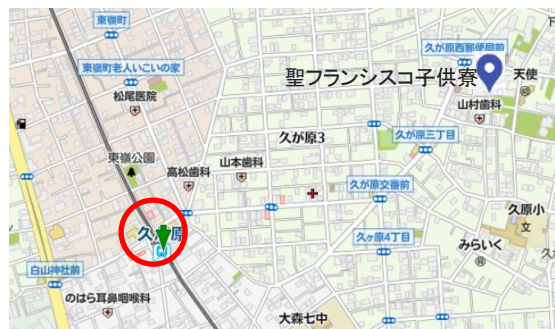 東嶺町
久が原西郵便局前
東嶺町老人いこいの家
聖フランシスコ子供寮
天使
松尾医院
山村歯科
久が原3
久が原三丁目
東嶺公園
山本歯科
高松歯科
久が原交番前
久原小
文
久が原
久ケ原4丁目
みらいく
白山神社前
のはら耳鼻咽喉科
大森七中